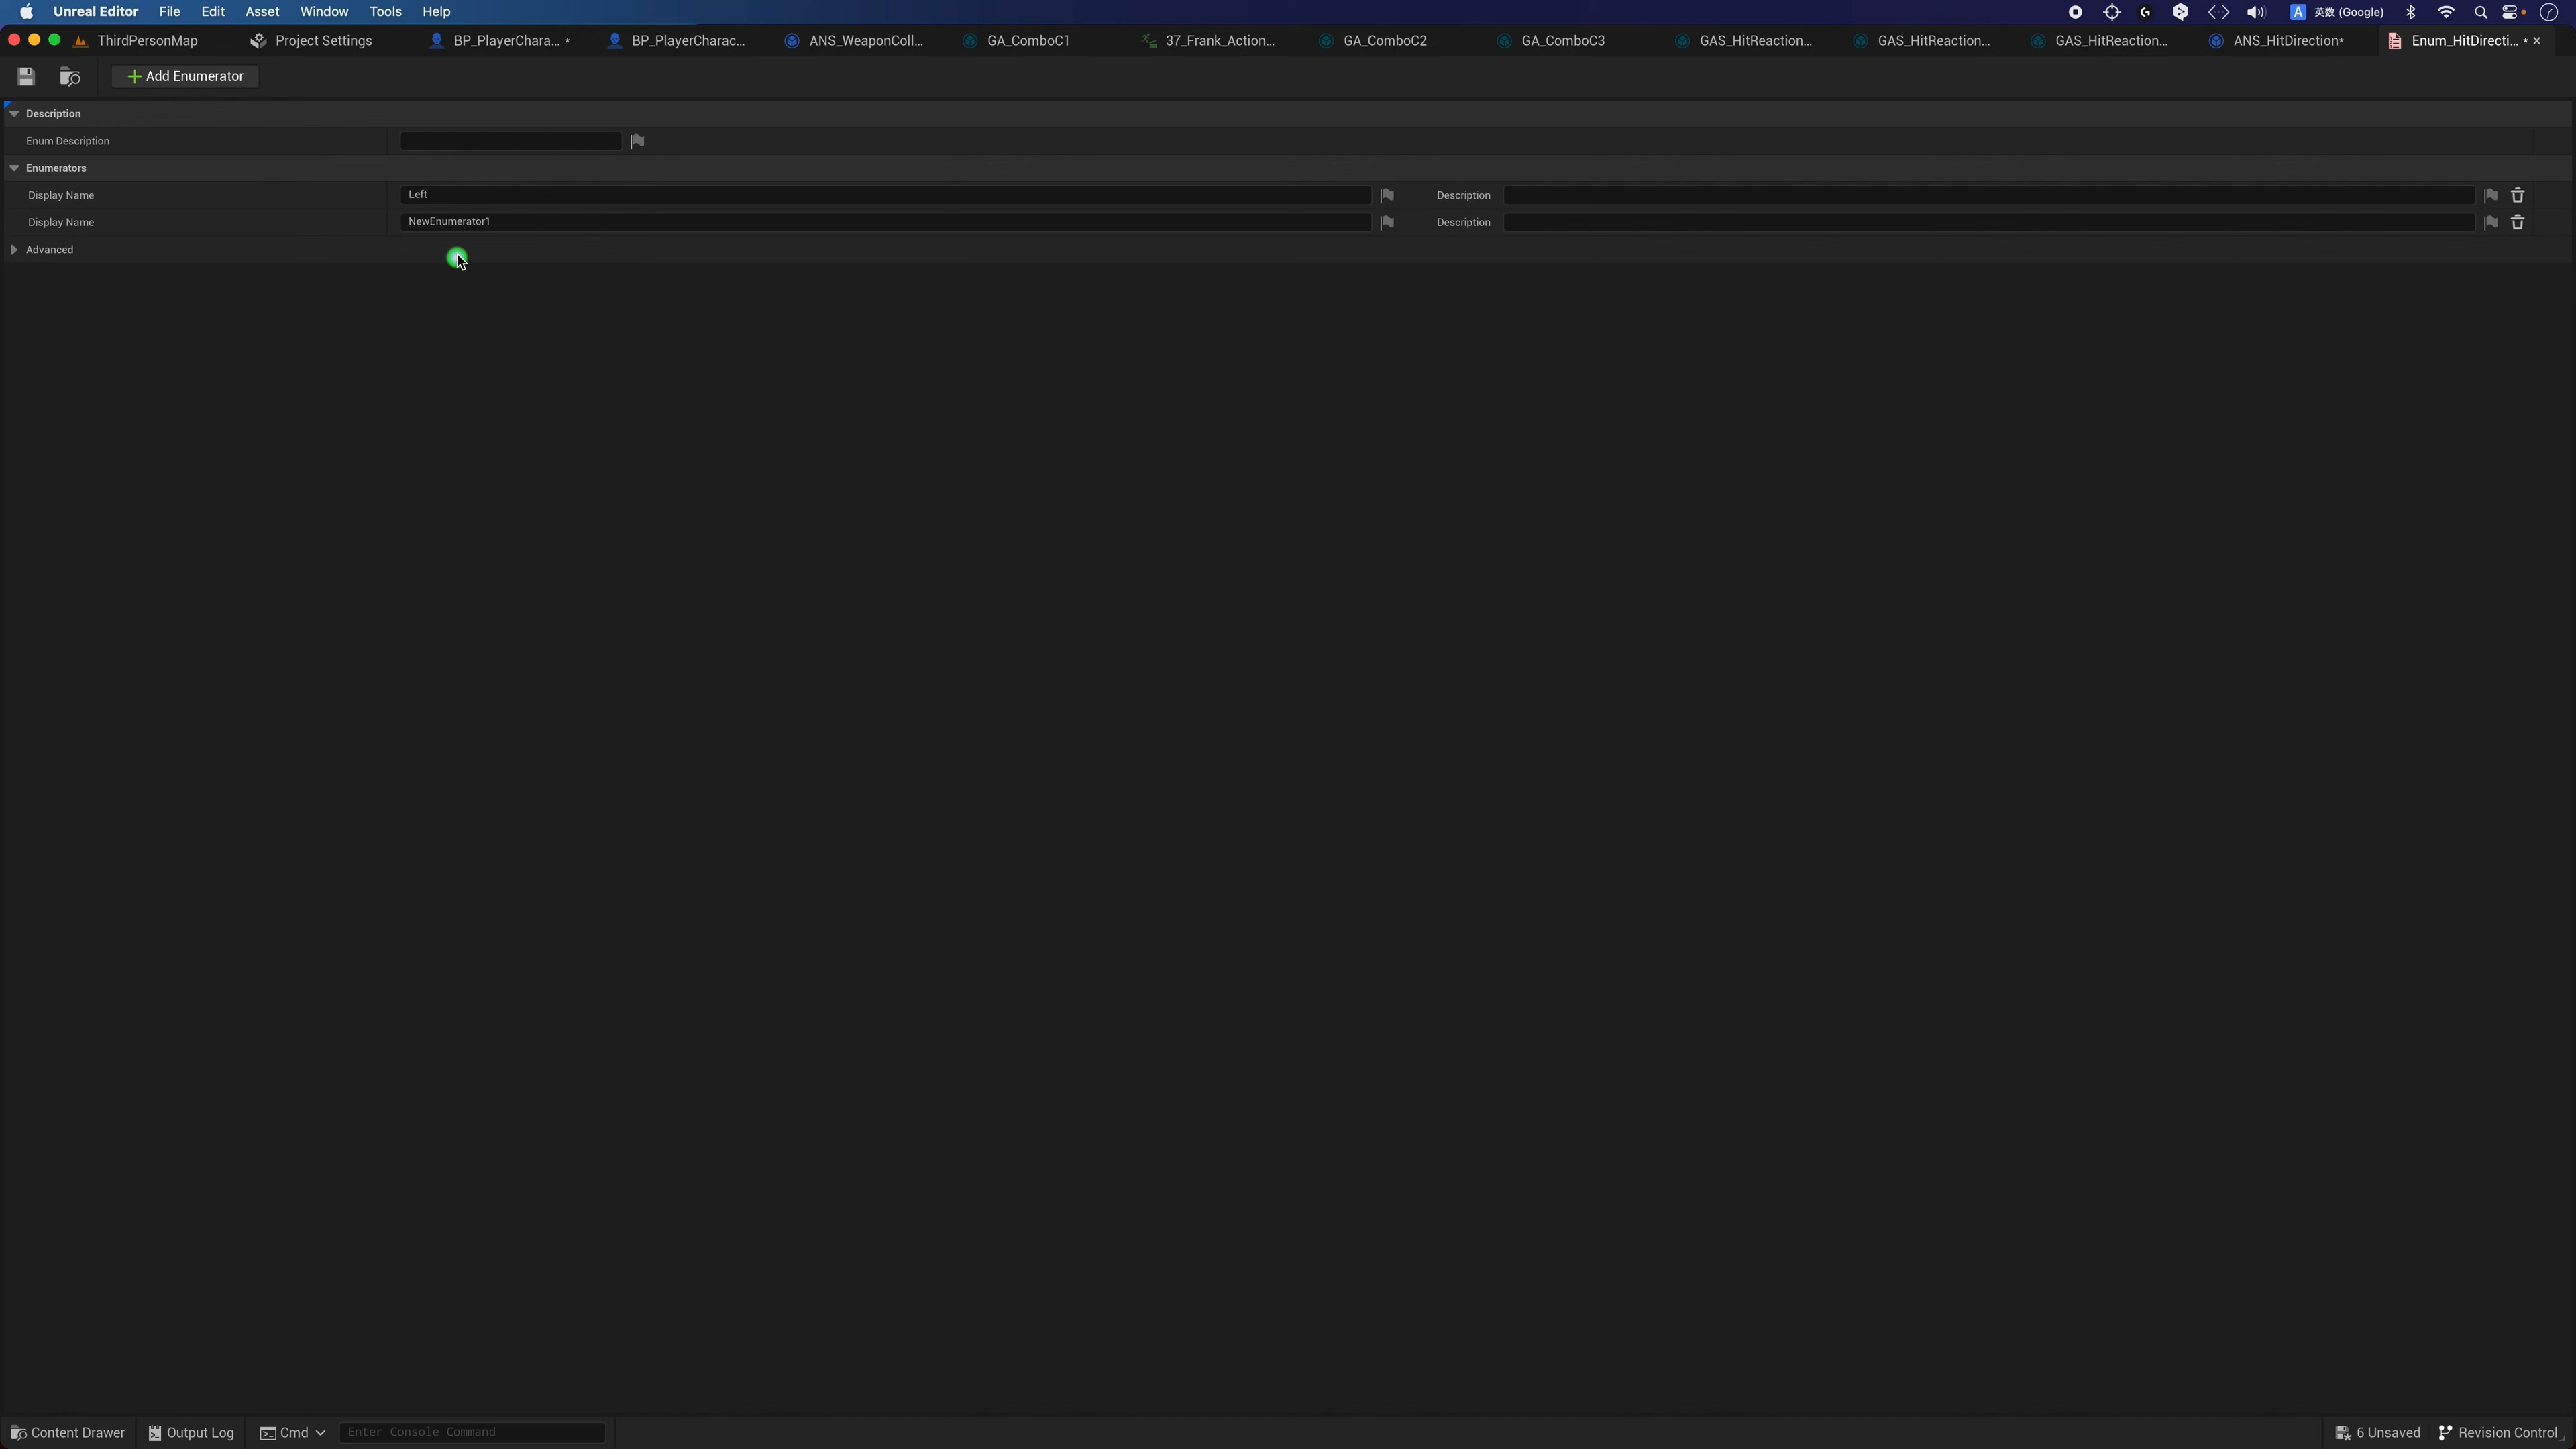 Unreal Editor File Edit Asset Window Tools Help A 英数 (Google)
ThirdPersonMap Project Settings BP_PlayerChara... * BP_PlayerCharac... ANS_WeaponColl... GA_ComboC1 37_Frank_Action... GA_ComboC2 GA_ComboC3 GAS_HitReaction... GAS_HitReaction... GAS_HitReaction... ANS_HitDirection* Enum_HitDirecti... *
Add Enumerator
Description
Enum Description
Enumerators
Display Name Left Description
Display Name NewEnumerator1 Description
Advanced
Content Drawer Output Log Cmd Enter Console Command 6 Unsaved Revision Control